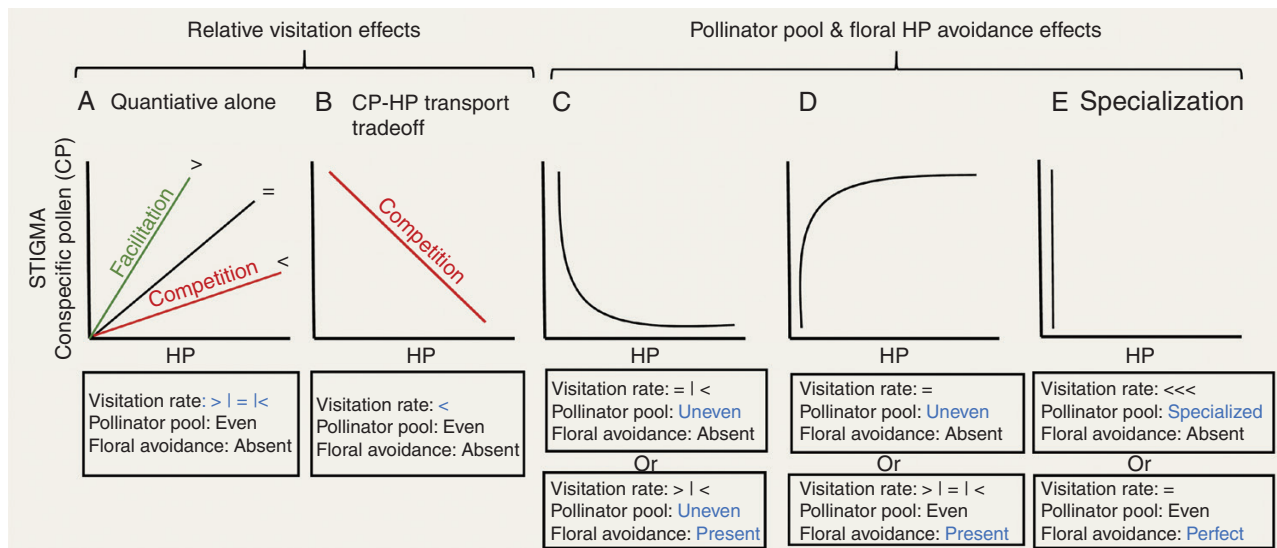 Relative visitation effects
Pollinator pool & floral HP avoidance effects
A Quantiative alone
B CP-HP transport
tradeoff
C
D
E Specialization
STIGMA
Conspecific pollen (CP)
Facilitation
>
=
Competition
<
HP
Competition
HP
HP
HP
HP
Visitation rate: > I = I<
Pollinator pool: Even
Floral avoidance: Absent
Visitation rate: <
Pollinator pool: Even
Floral avoidance: Absent
Visitation rate: = I <
Pollinator pool: Uneven
Floral avoidance: Absent
Or
Visitation rate: > I <
Pollinator pool: Uneven
Floral avoidance: Present
Visitation rate: =
Pollinator pool: Uneven
Floral avoidance: Absent
Or
Visitation rate: > I = I <
Pollinator pool: Even
Floral avoidance: Present
Visitation rate: <<<
Pollinator pool: Specialized
Floral avoidance: Absent
Or
Visitation rate: =
Pollinator pool: Even
Floral avoidance: Perfect